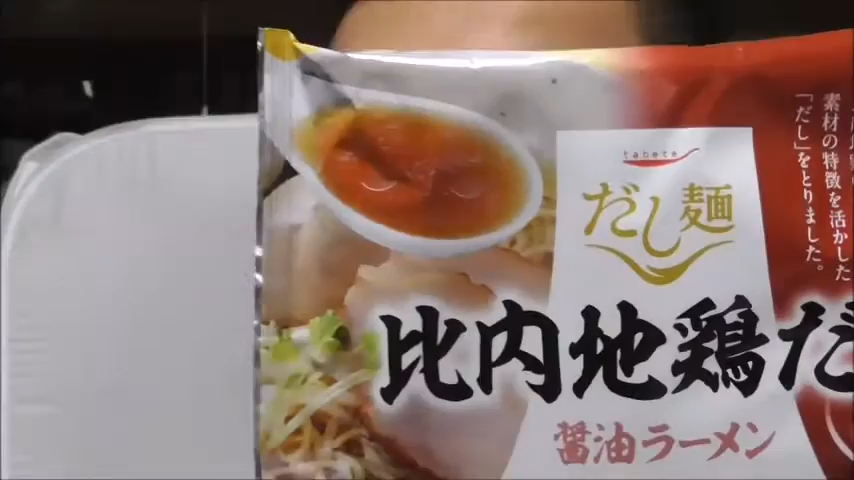 素材の特徴を活かした
「だし」をとりました。
tabete
だし麺
比内地鶏だ
醤油ラーメン